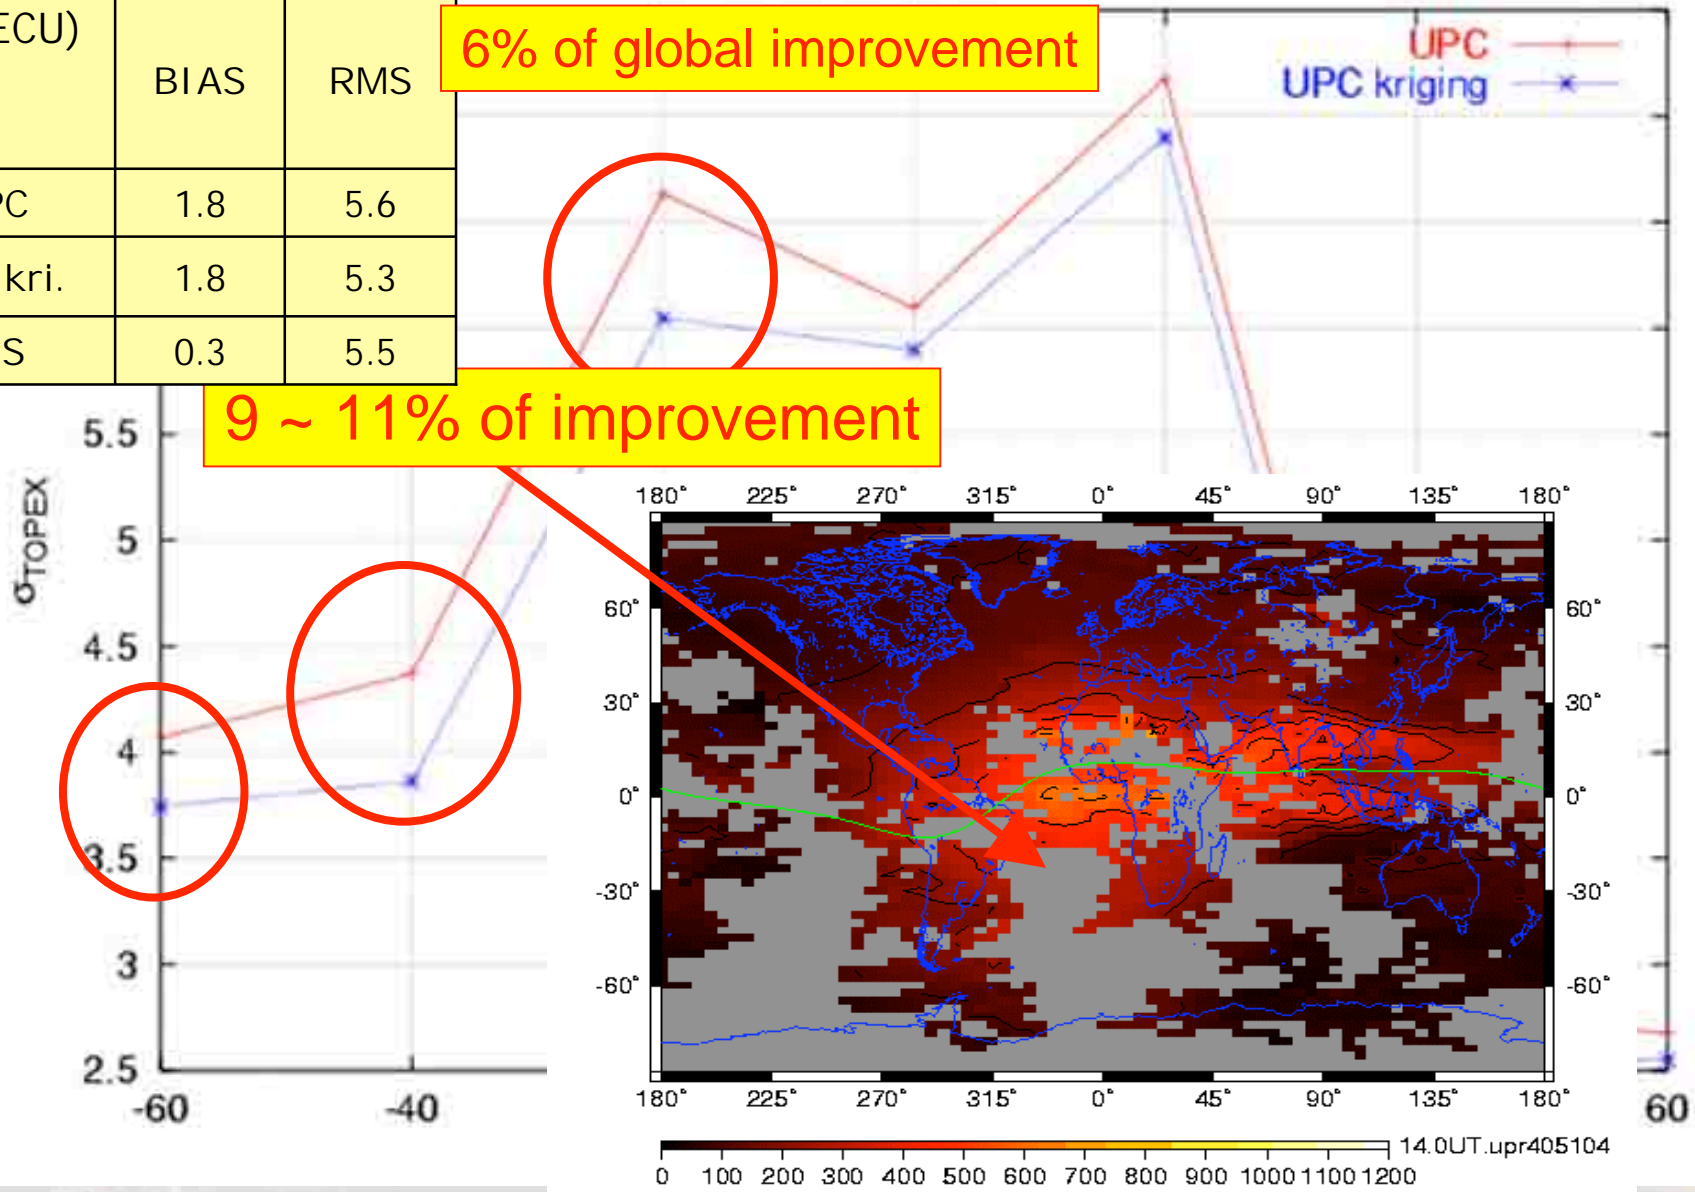 ECU)
BIAS RMS
PC 1.8 5.6
kri. 1.8 5.3
S 0.3 5.5
6% of global improvement
UPC
UPC kriging
9 ~ 11% of improvement
5.5
5
4.5
4
3.5
3
2.5
σTOPEX
-60 -40 60
180° 225° 270° 315° 0° 45° 90° 135° 180°
60° 60°
30° 30°
0° 0°
-30° -30°
-60° -60°
180° 225° 270° 315° 0° 45° 90° 135° 180°
14.0UT.upr405104
0 100 200 300 400 500 600 700 800 900 1000 1100 1200